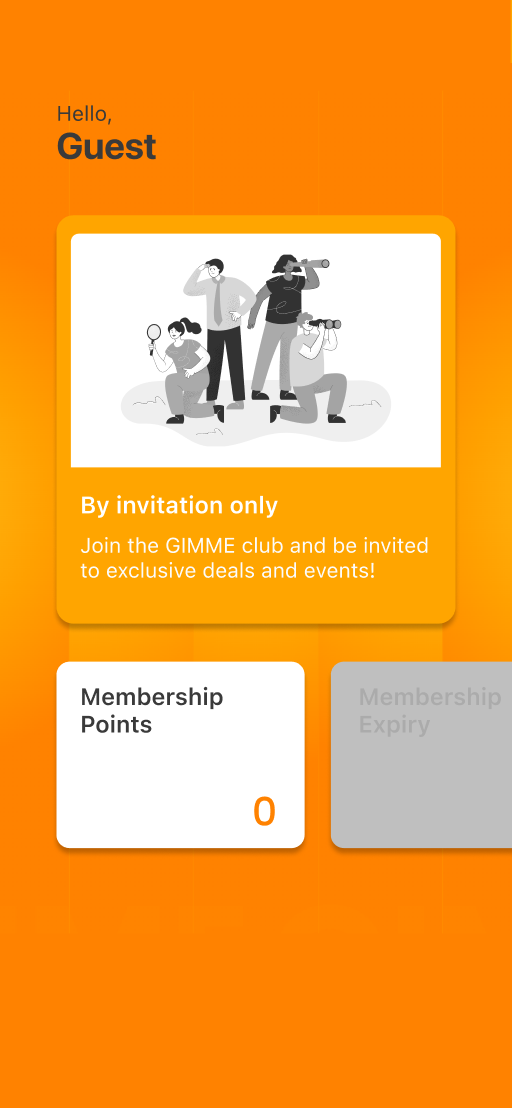 Hello,
Guest
By invitation only
Join the GIMME club and be invited
to exclusive deals and events!
Membership
Points
0
Membership
Expiry